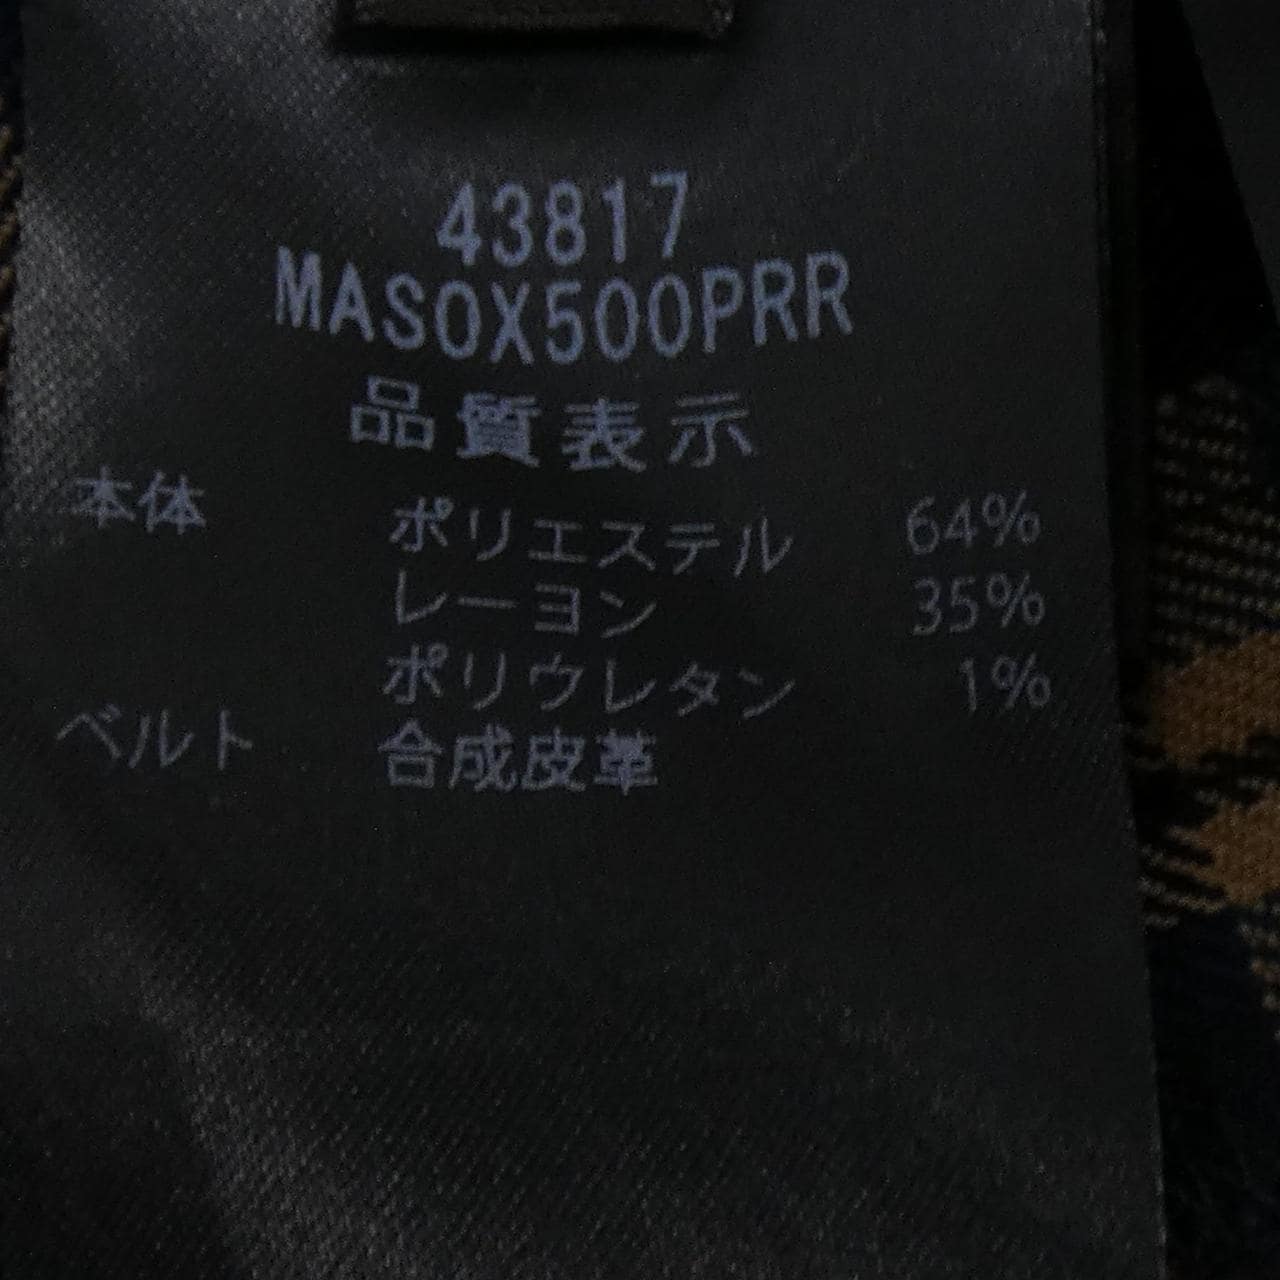 43817
MASOX500PRR
品質表示
本体 ポリエステル 64%
レーヨン 35%
ポリウレタン 1%
ベルト 合成皮革